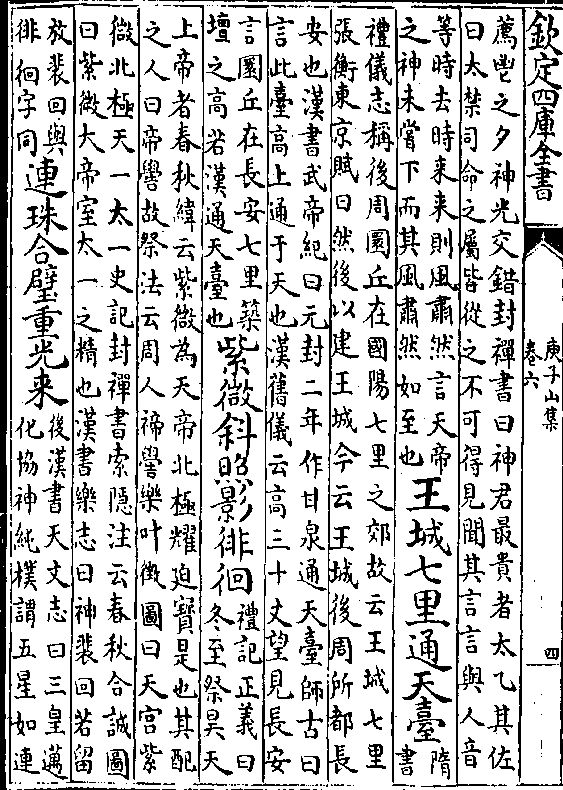 欽定四庫全書
庚子山集
卷六
四
薦鬯之夕神光交錯封禪書曰神君最貴者太乙其佐
曰太禁司命之屬皆從之不可得見聞其言言與人音
等時去時来来則風肅然言天帝
之神未嘗下而其風肅然如至也
王城七里通天臺
隋
書
禮儀志稱後周圜丘在國陽七里之郊故云王城七里
張衡東京賦曰然後以建王城今云王城後周所都長
安也漢書武帝紀曰元封二年作甘泉通天臺師古曰
言此臺高上通于天也漢舊儀云高三十丈望見長安
言圜丘在長安七里築
壇之高若漢通天臺也
紫微斜照影徘徊
禮記正義曰
冬至祭昊天
上帝者春秋緯云紫微為天帝北極耀迫寶是也其配
之人曰帝嚳故祭法云周人禘嚳樂叶徴圖曰天宫紫
微北極天一太一史記封禪書索隱注云春秋合誠圖
曰紫微大帝室太一之精也漢書樂志曰神裴回若留
放裴回與
徘徊字同
連珠合璧重光来
後漢書天文志曰三皇邁
化協神純樸謂五星如連